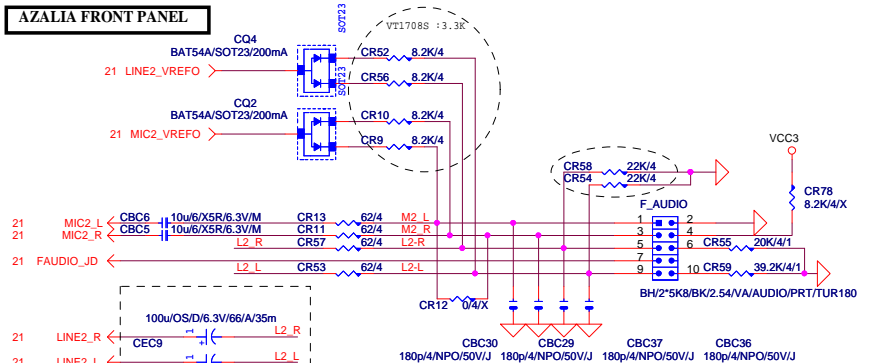 AZALIA FRONT PANEL
SOT23
VT1708S :3.3K
CQ4
BAT54A/SOT23/200mA
CR52 8.2K/4
21 LINE2_VREFO
SOT23
CR56 8.2K/4
CQ2
BAT54A/SOT23/200mA
CR10 8.2K/4
21 MIC2_VREFO
CR9 8.2K/4
VCC3
CR58 22K/4
CR54 22K/4
CR78
8.2K/4/X
F_AUDIO
21 MIC2_L CBC6 10u/6/X5R/6.3V/M CR13 62/4 M2_L 1 2
21 MIC2_R CBC5 10u/6/X5R/6.3V/M CR11 62/4 M2_R 3 4
L2_R CR57 62/4 L2-R 5 6 CR55 20K/4/1
21 FAUDIO_JD 7
L2_L CR53 62/4 L2-L 9 10 CR59 39.2K/4/1
BH/2*5K8/BK/2.54/VA/AUDIO/PRT/TUR180
CR12 0/4/X
100u/OS/D/6.3V/66/A/35m
21 LINE2_R 1 + L2_R
CEC9
CBC30 CBC29 CBC37 CBC36
180p/4/NPO/50V/J 180p/4/NPO/50V/J 180p/4/NPO/50V/J 180p/4/NPO/50V/J
21 LINE2_L 1 L2_L